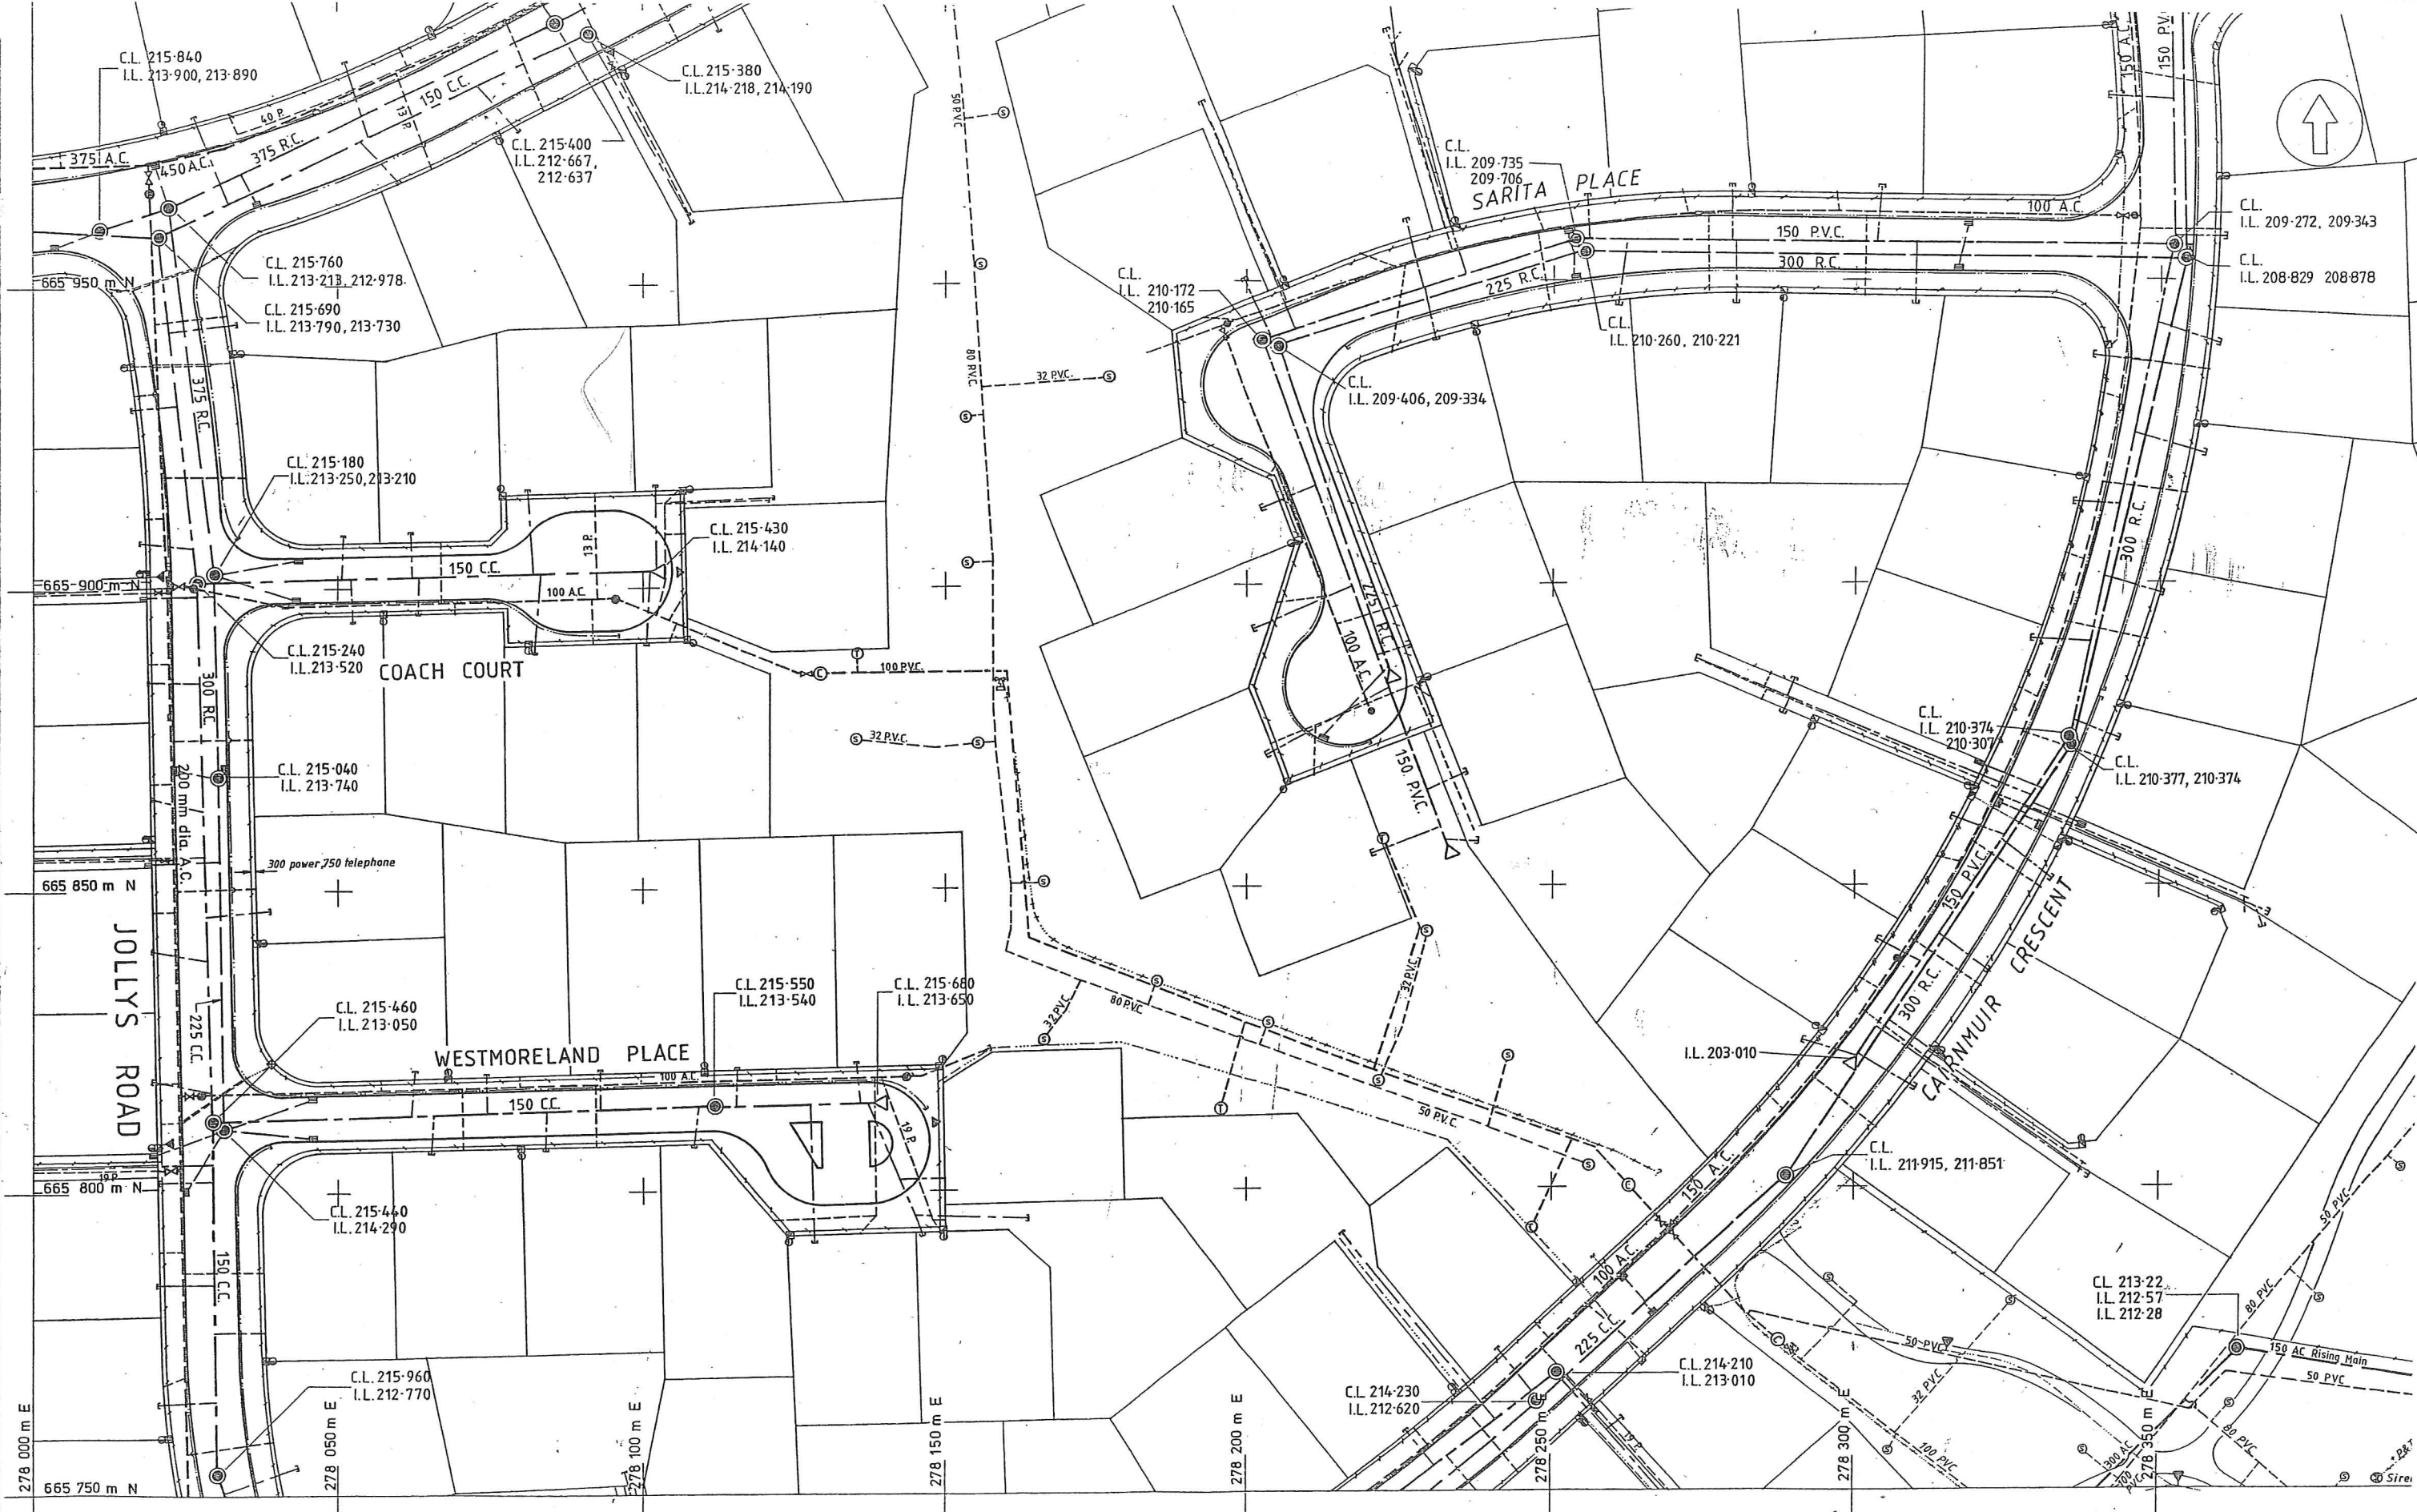 C.L. 215·840
I.L. 213·900, 213·890
40 P.
13 P.
150 C.C.
375 A.C.
450 A.C.
375 R.C.
C.L. 215·380
I.L. 214·218, 214·190
C.L. 215·400
I.L. 212·667,
212·637
C.L. 215·760
I.L. 213·213, 212·978
C.L. 215·690
I.L. 213·790, 213·730
665 950 m N
375 R.C.
C.L. 215·180
I.L. 213·250, 213·210
C.L. 215·430
I.L. 214·140
13 P.
150 C.C.
100 A.C.
665 900 m N
C.L. 215·240
I.L. 213·520
COACH COURT
300 R.C.
C.L. 215·040
I.L. 213·740
200 mm dia. A.C.
300 power, 750 telephone
665 850 m N
JOLLYS ROAD
C.L. 215·550
I.L. 213·540
C.L. 215·680
I.L. 213·650
C.L. 215·460
I.L. 213·050
225 C.C.
WESTMORELAND PLACE
100 A.C.
150 C.C.
19 P.
19 P.
665 800 m N
C.L. 215·440
I.L. 214·290
150 C.C.
C.L. 215·960
I.L. 212·770
665 750 m N
50 PVC
80 PVC
32 P.V.C.
S
100 P.V.C.
C
T
32 P.V.C.
32 PVC
80 PVC
50 P.V.C.
32 PVC
C.L.
I.L. 209·735
209·706
SARITA PLACE
100 A.C.
150 P.V.C.
300 R.C.
150 A.C.
150 P.V.
C.L.
I.L. 209·272, 209·343
C.L.
I.L. 208·829 208·878
C.L.
I.L. 210·172
210·165
225 R.C.
C.L.
I.L. 210·260, 210·221
C.L.
I.L. 209·406, 209·334
225 R.C.
100 A.C.
150 P.V.C.
300 R.C.
C.L.
I.L. 210·374
210·307
C.L.
I.L. 210·377, 210·374
150 P.V.C.
300 R.C.
CAIRNMUIR CRESCENT
I.L. 203·010
C.L.
I.L. 211·915, 211·851
150 A.C.
100 A.C.
225 C.C.
C.L. 214·210
I.L. 213·010
C.L. 214·230
I.L. 212·620
19 P.
50 PVC
32 PVC
100 PVC
CL 213·22
I.L. 212·57
I.L. 212·28
50 PVC
80 PVC
150 AC Rising Main
50 PVC
80 PVC
300 AC
278 000 m E
278 050 m E
278 100 m E
278 150 m E
278 200 m E
278 250 m E
278 300 m E
278 350 m E